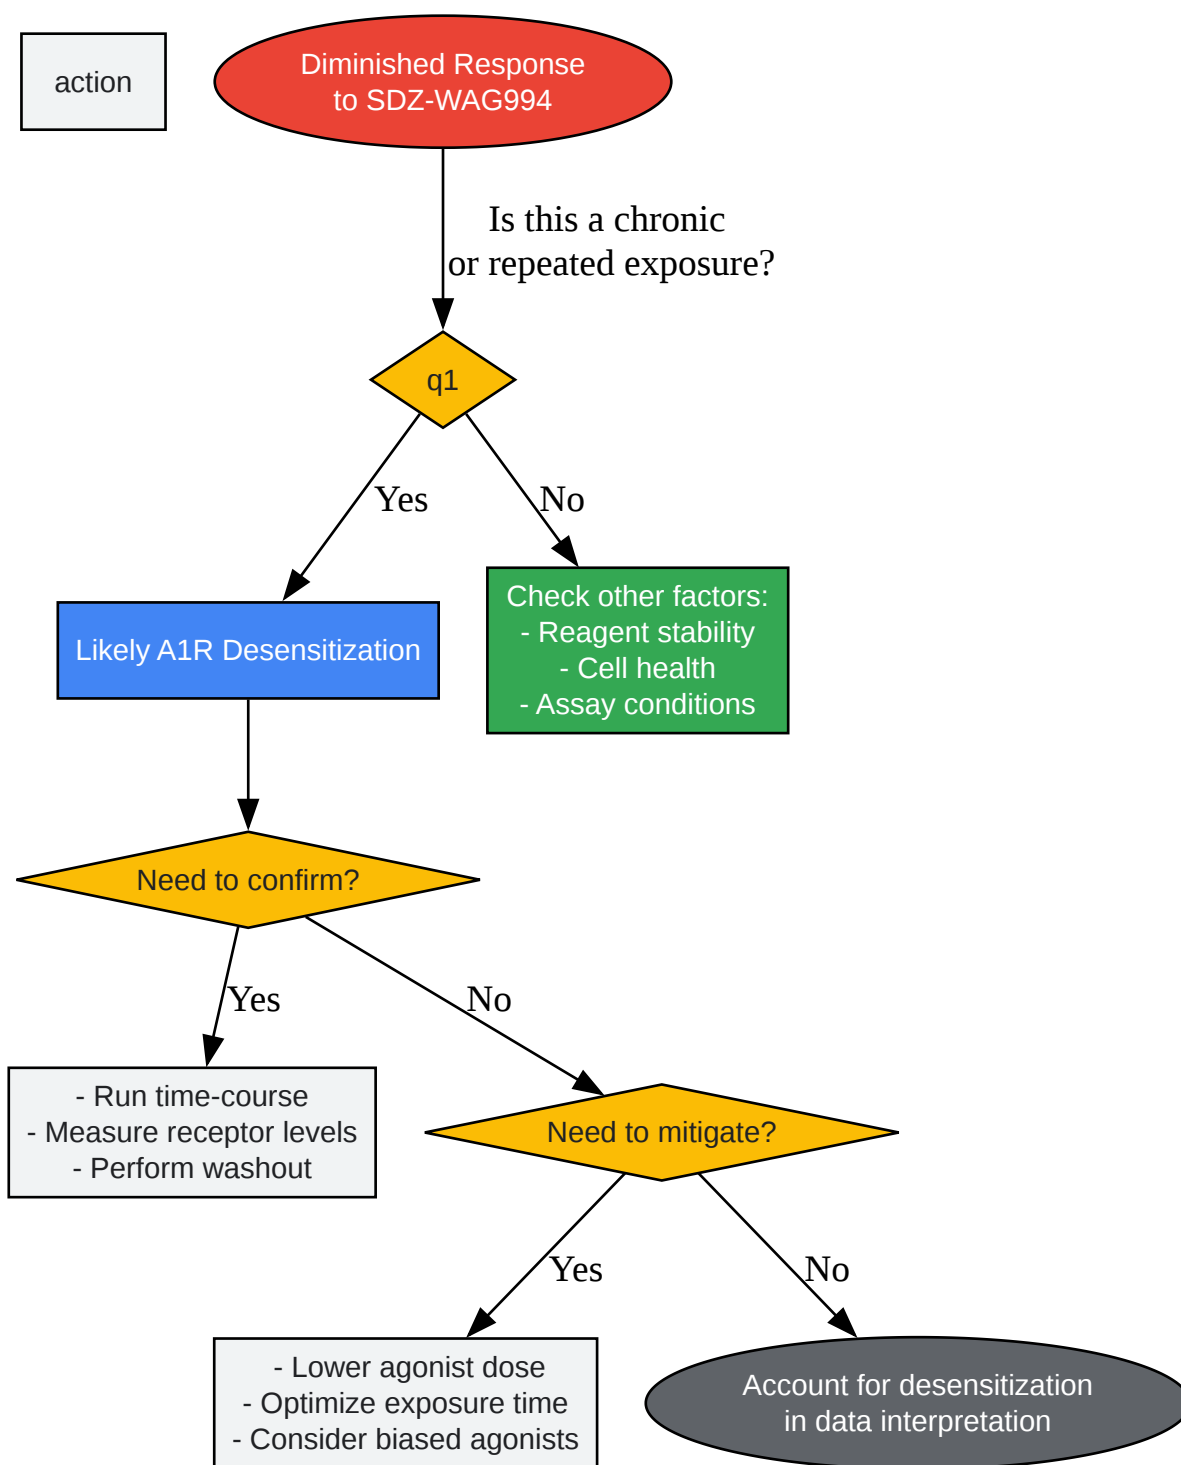 action
Diminished Response
to SDZ-WAG994
Is this a chronic
or repeated exposure?
q1
Yes
No
Likely A1R Desensitization
Check other factors:
- Reagent stability
- Cell health
- Assay conditions
Need to confirm?
Yes
No
- Run time-course
- Measure receptor levels
- Perform washout
Need to mitigate?
Yes
No
- Lower agonist dose
- Optimize exposure time
- Consider biased agonists
Account for desensitization
in data interpretation